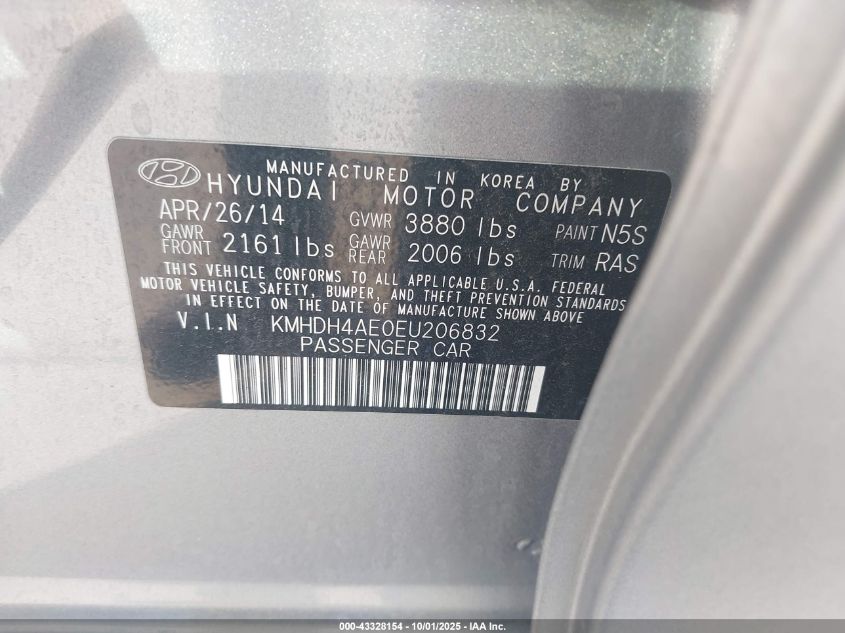 MANUFACTURED IN KOREA BY
HYUNDAI MOTOR COMPANY
APR/26/14 GVWR 3880 lbs PAINT N5S
GAWR FRONT 2161 lbs GAWR REAR 2006 lbs TRIM RAS
THIS VEHICLE CONFORMS TO ALL APPLICABLE U.S.A. FEDERAL
MOTOR VEHICLE SAFETY, BUMPER, AND THEFT PREVENTION STANDARDS
IN EFFECT ON THE DATE OF MANUFACTURE SHOWN ABOVE
V.I.N KMHDH4AE0EU206832
PASSENGER CAR
000-43328154 - 10/01/2025 - IAA Inc.